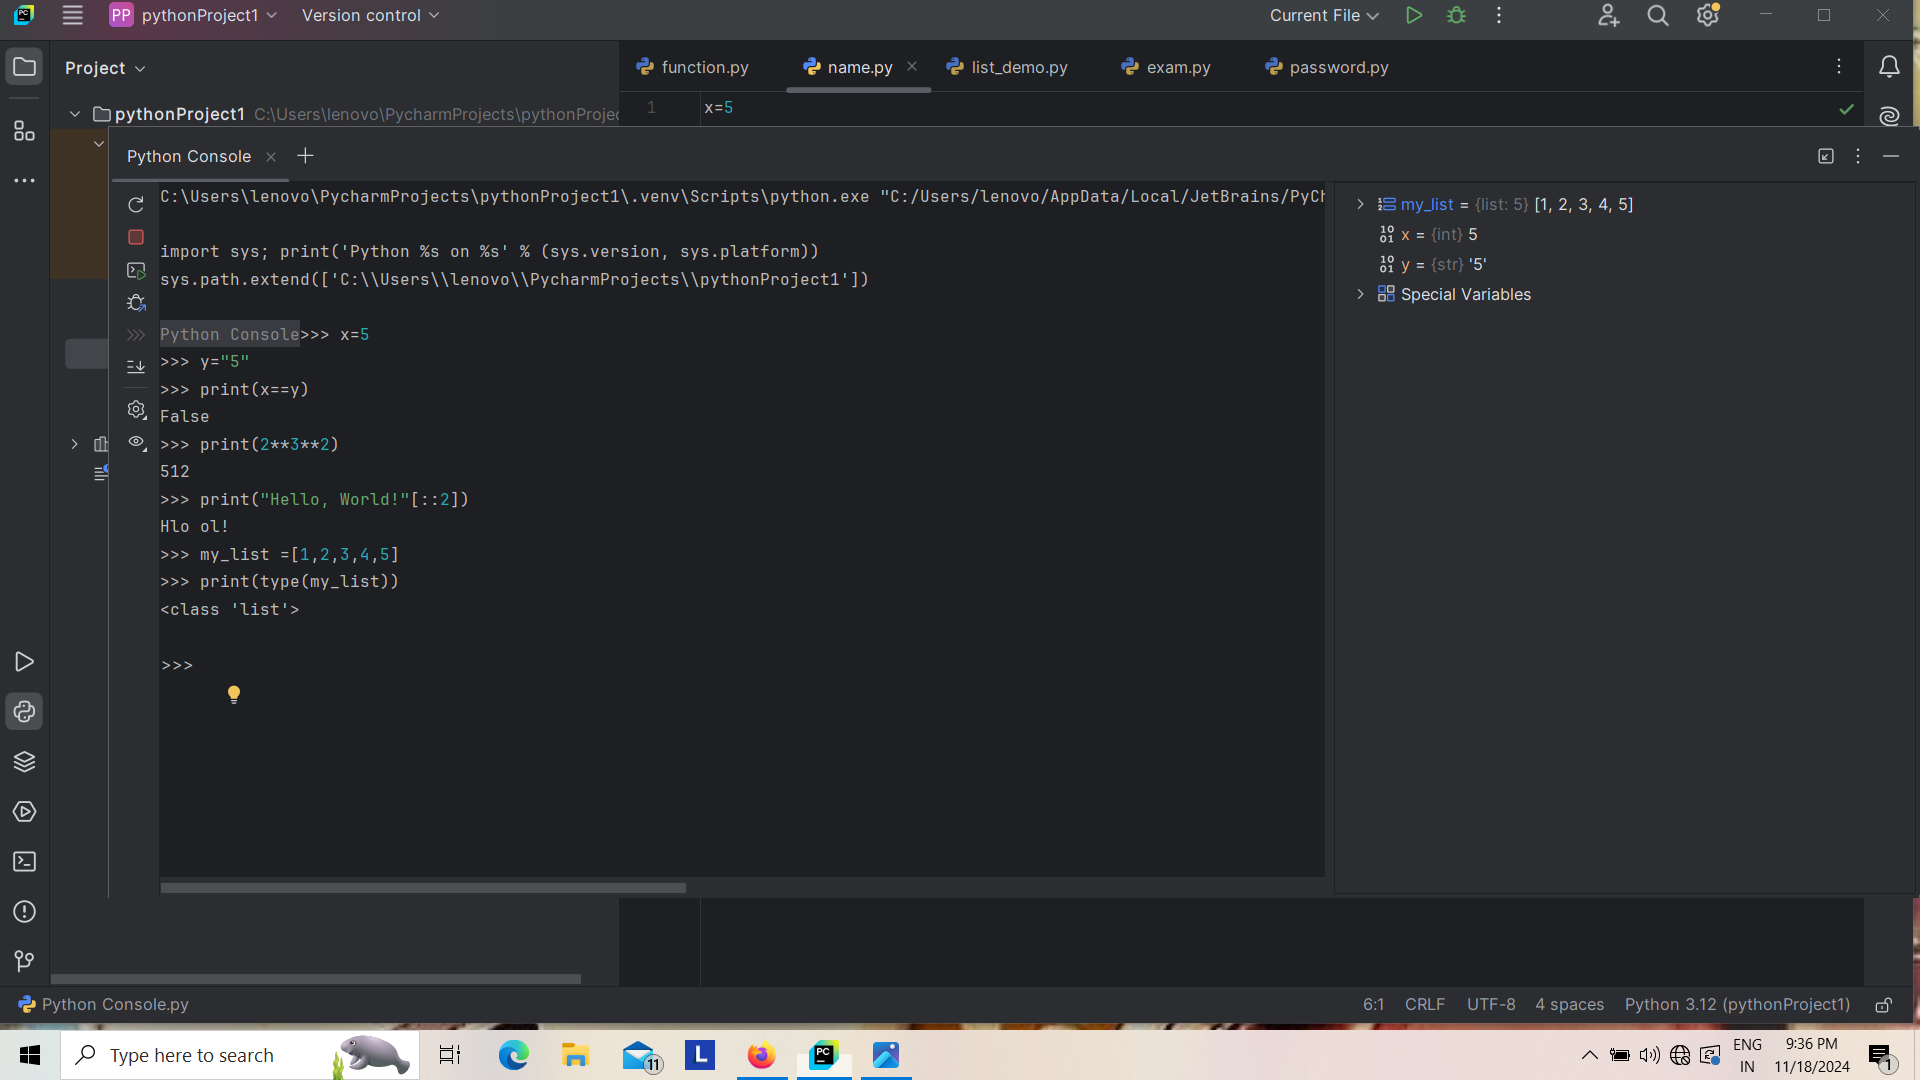 PP pythonProject1 Version control Current File
Project
function.py name.py list_demo.py exam.py password.py
pythonProject1 C:\Users\lenovo\PycharmProjects\pythonProjec
1 x=5
Python Console
C:\Users\lenovo\PycharmProjects\pythonProject1\.venv\Scripts\python.exe "C:/Users/lenovo/AppData/Local/JetBrains/PyCh
import sys; print('Python %s on %s' % (sys.version, sys.platform))
sys.path.extend(['C:\\Users\\lenovo\\PycharmProjects\\pythonProject1'])
Python Console>>> x=5
>>> y="5"
>>> print(x==y)
False
>>> print(2**3**2)
512
>>> print("Hello, World!"[::2])
Hlo ol!
>>> my_list =[1,2,3,4,5]
>>> print(type(my_list))
<class 'list'>
>>>
my_list = {list: 5} [1, 2, 3, 4, 5]
x = {int} 5
y = {str} '5'
Special Variables
Python Console.py 6:1 CRLF UTF-8 4 spaces Python 3.12 (pythonProject1)
Type here to search
11
L
PC
ENG
IN
9:36 PM
11/18/2024
1